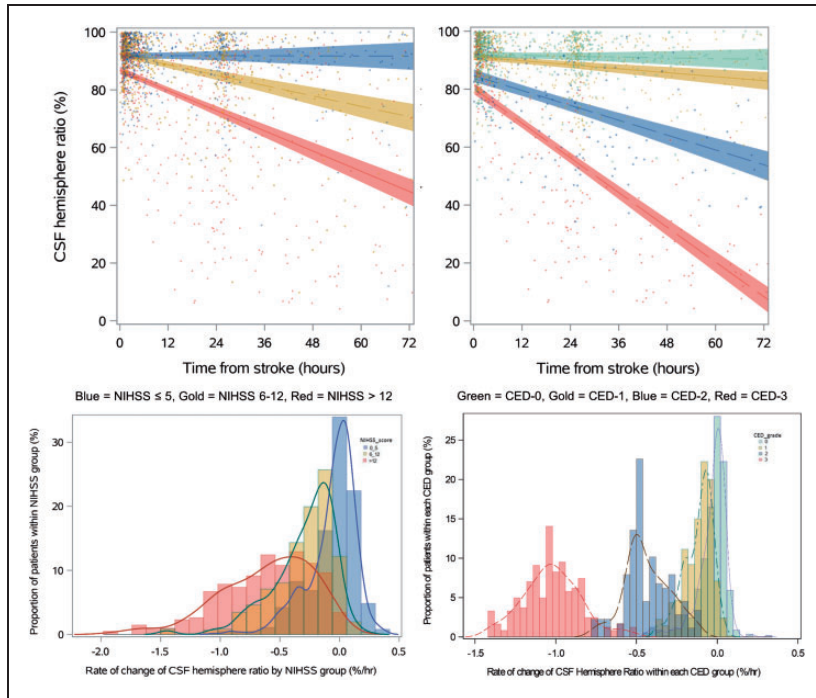 CSF hemisphere ratio (%)
100
80
60
40
20
0
0 12 24 36 48 60 72
Time from stroke (hours)
Blue = NIHSS ≤ 5, Gold = NIHSS 6-12, Red = NIHSS > 12
100
80
60
40
20
0
0 12 24 36 48 60 72
Time from stroke (hours)
Green = CED-0, Gold = CED-1, Blue = CED-2, Red = CED-3
Proportion of patients within NIHSS group (%)
30
20
10
0
NIHSS_score
0_5
6_12
>12
-2.0 -1.5 -1.0 -0.5 0.0 0.5
Rate of change of CSF hemisphere ratio by NIHSS group (%/hr)
Proportion of patients within each CED group (%)
25
20
15
10
5
0
CED_grade
0
1
2
3
-1.5 -1.0 -0.5 0.0 0.5
Rate of change of CSF Hemisphere Ratio within each CED group (%/hr)